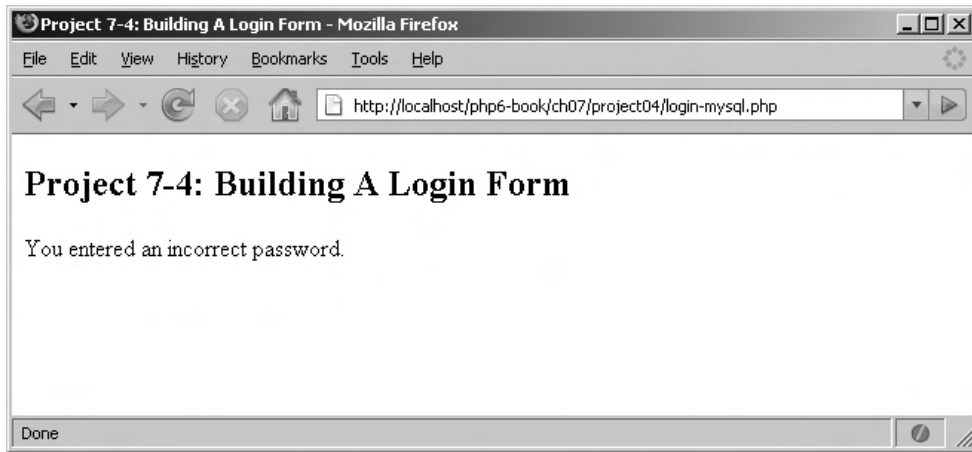 Project 7-4: Building A Login Form - Mozilla Firefox
File Edit View History Bookmarks Tools Help
http://localhost/php6-book/ch07/project04/login-mysql.php
Project 7-4: Building A Login Form
You entered an incorrect password.
Done